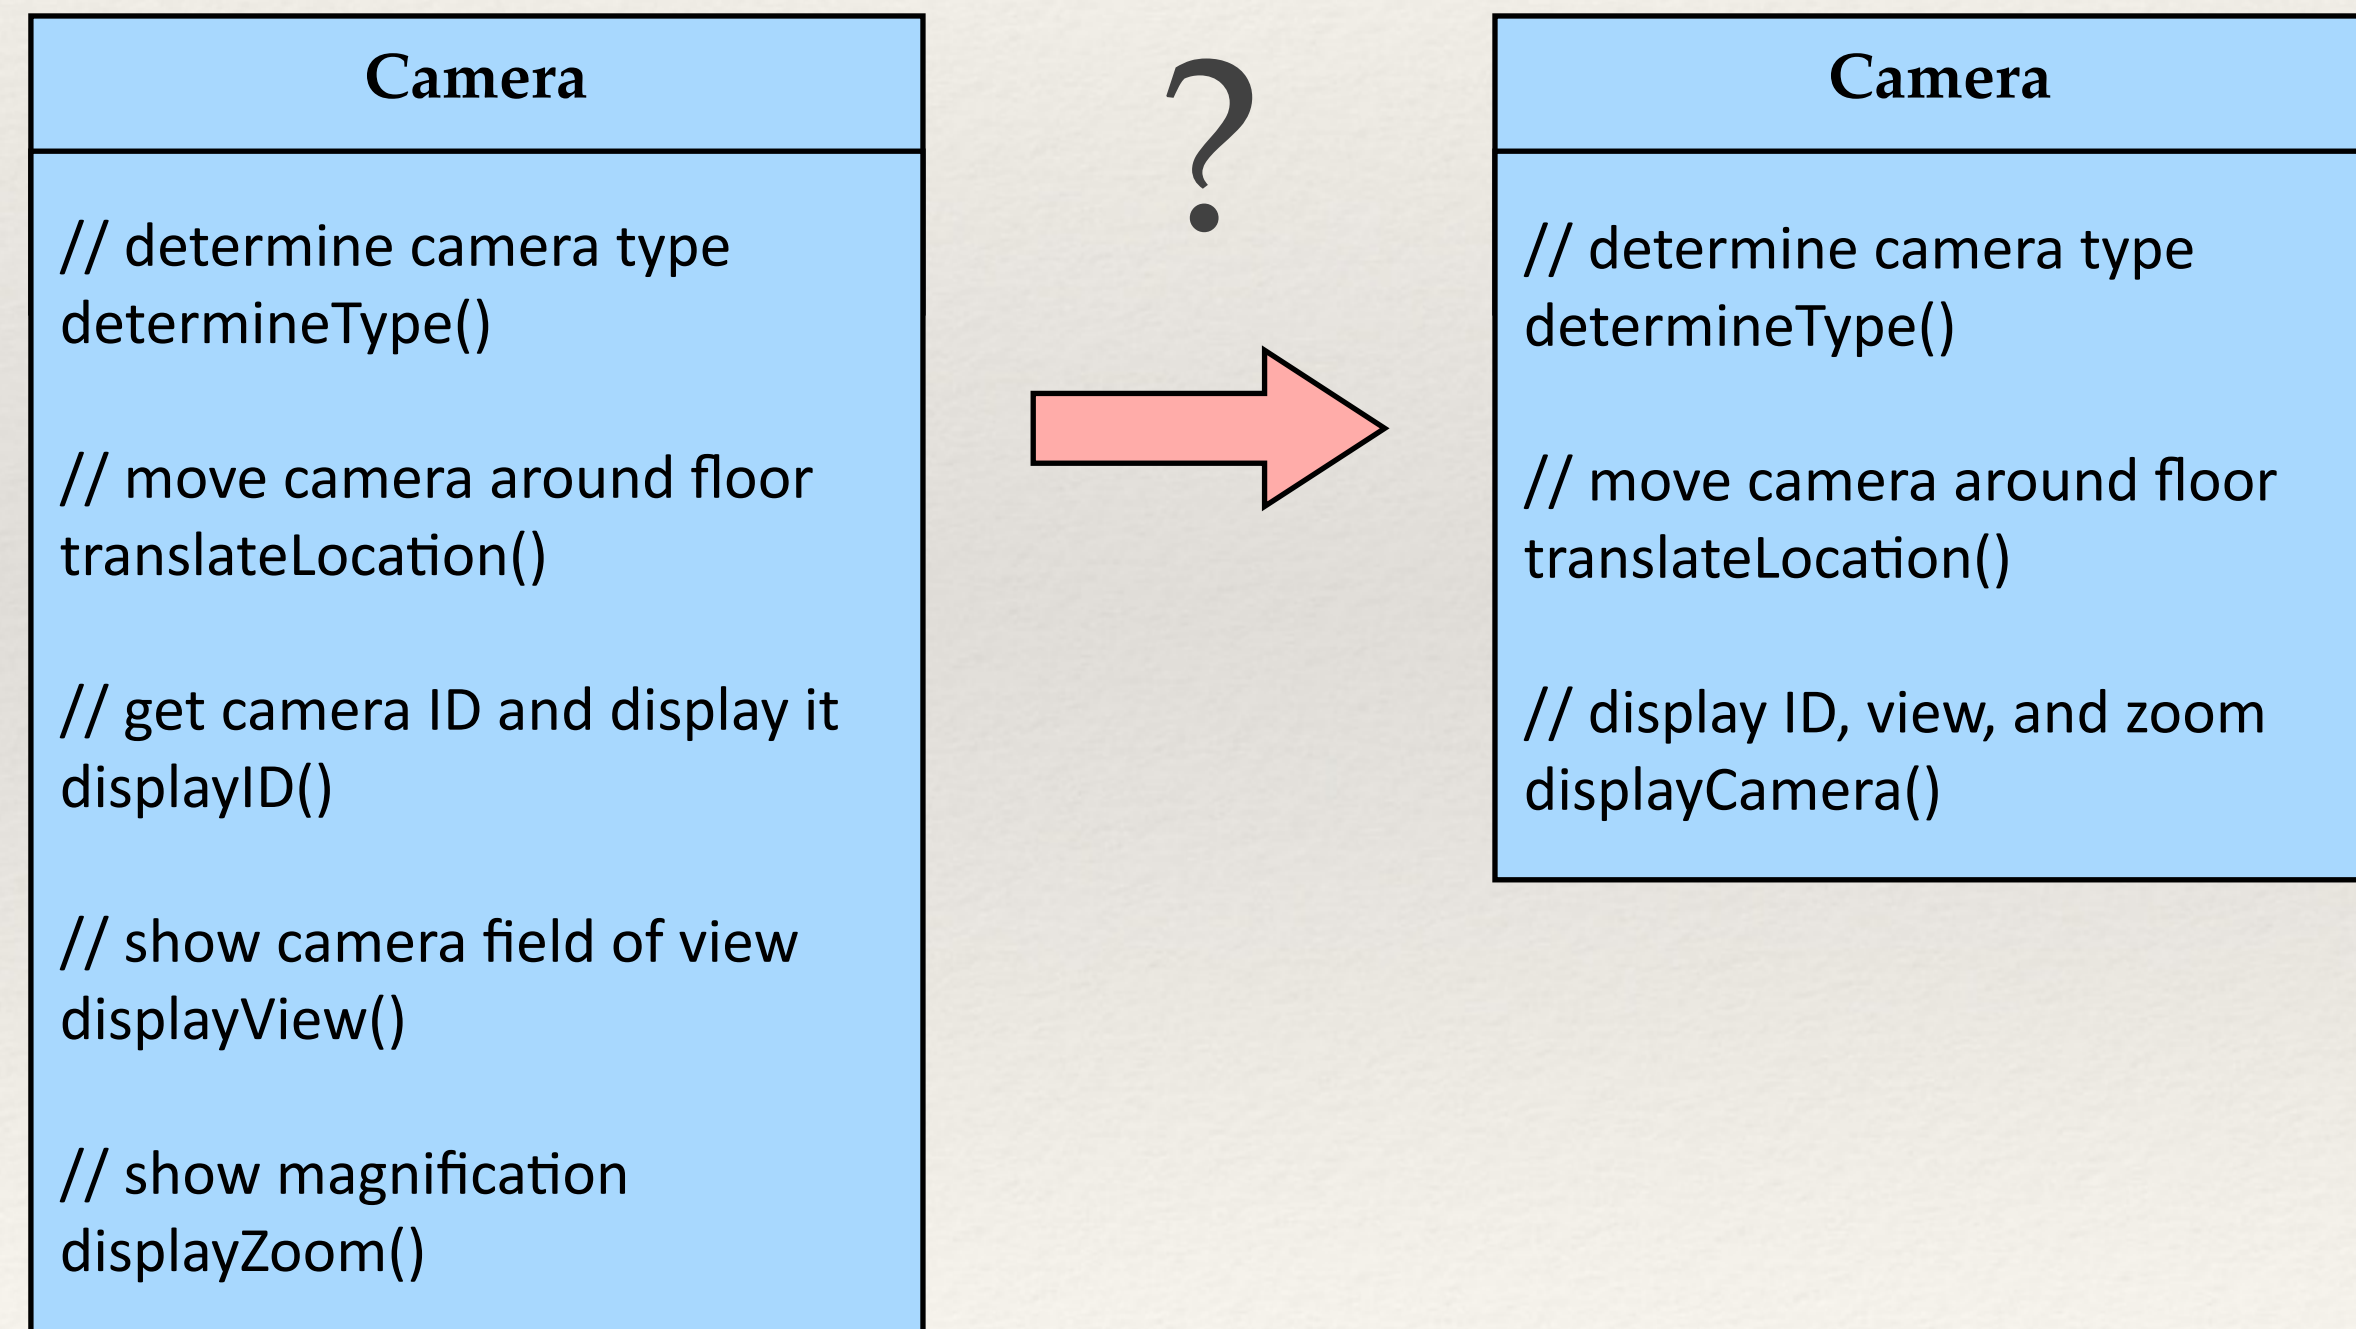 Camera
// determine camera type
determineType()
// move camera around floor
translateLocation()
// get camera ID and display it
displayID()
// show camera field of view
displayView()
// show magnification
displayZoom()
?
Camera
// determine camera type
determineType()
// move camera around floor
translateLocation()
// display ID, view, and zoom
displayCamera()